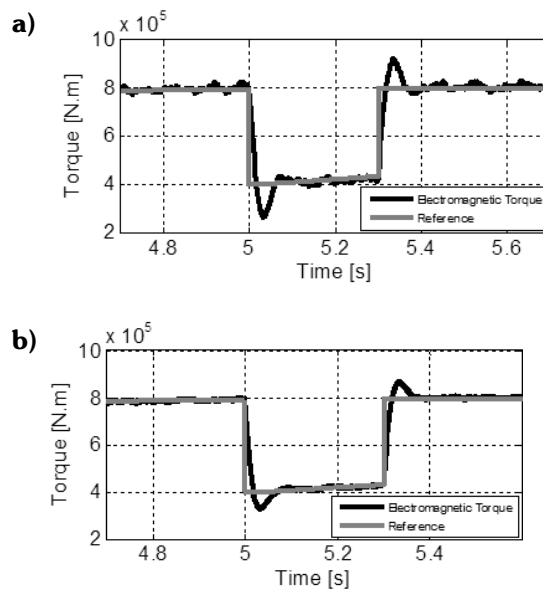 a)
x 10^5
10
8
6
4
2
Torque [N.m]
4.8 5 5.2 5.4 5.6
Time [s]
Electromagnetic Torque
Reference
b)
x 10^5
10
8
6
4
2
Torque [N.m]
4.8 5 5.2 5.4
Time [s]
Electromagnetic Torque
Reference